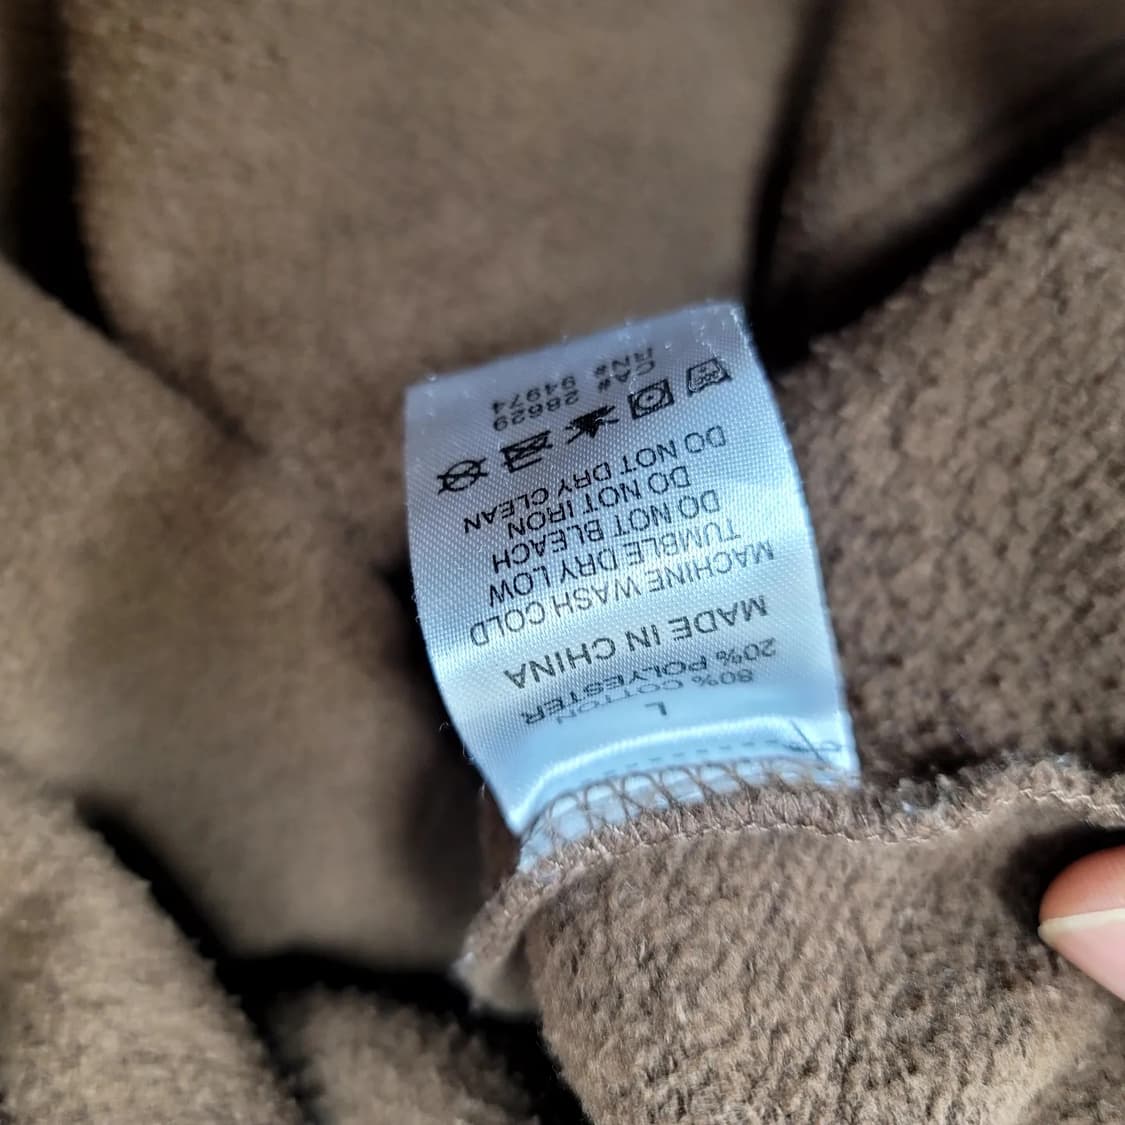 L
80% COTTON
20% POLYESTER
MADE IN CHINA
MACHINE WASH COLD
TUMBLE DRY LOW
DO NOT BLEACH
DO NOT IRON
DO NOT DRY CLEAN
CA# 28629
RN# 94974